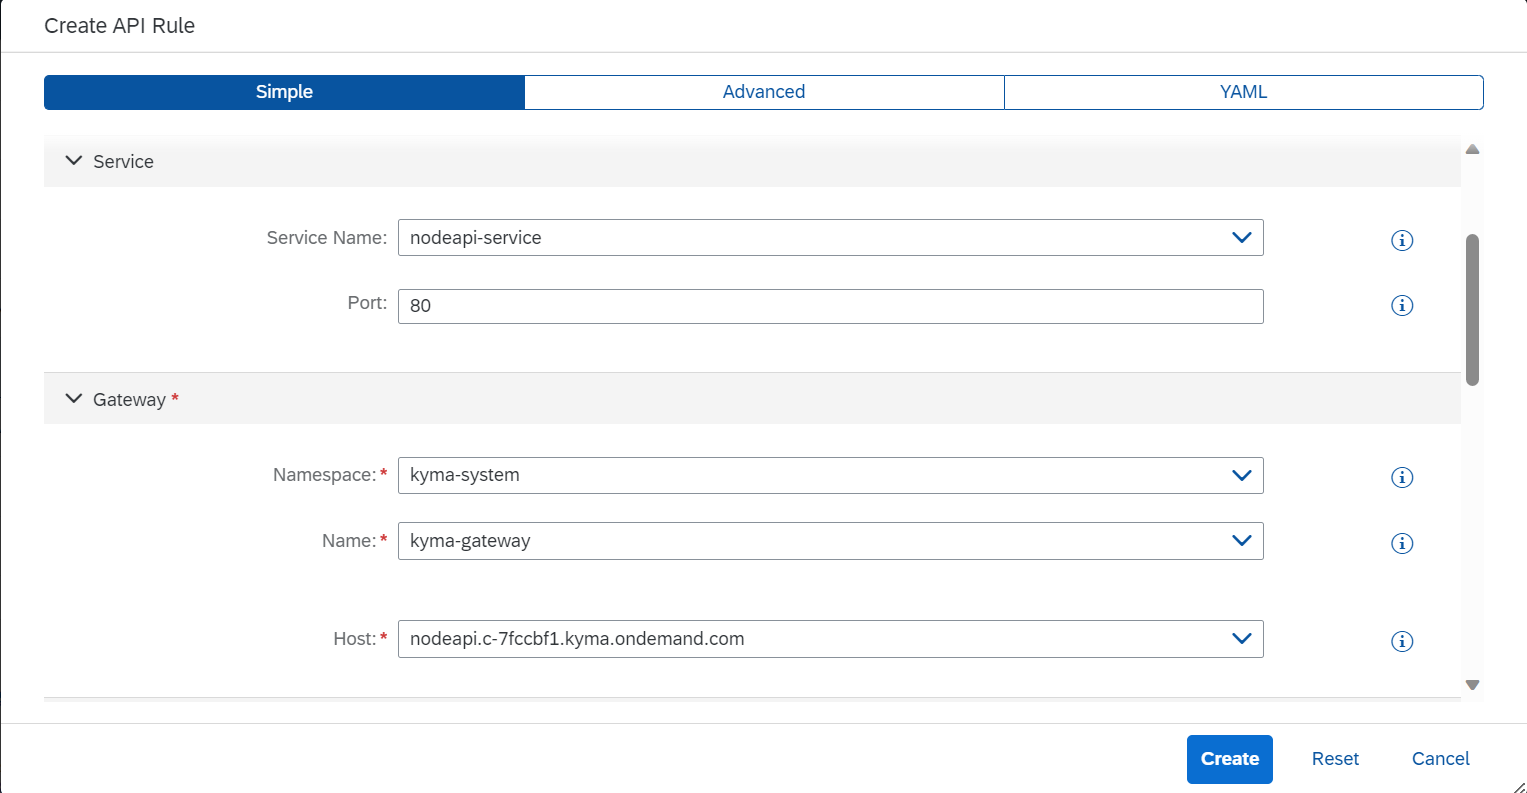 Create API Rule
Simple Advanced YAML
Service
Service Name: nodeapi-service
Port: 80
Gateway *
Namespace:* kyma-system
Name:* kyma-gateway
Host:* nodeapi.c-7fccbf1.kyma.ondemand.com
Create Reset Cancel